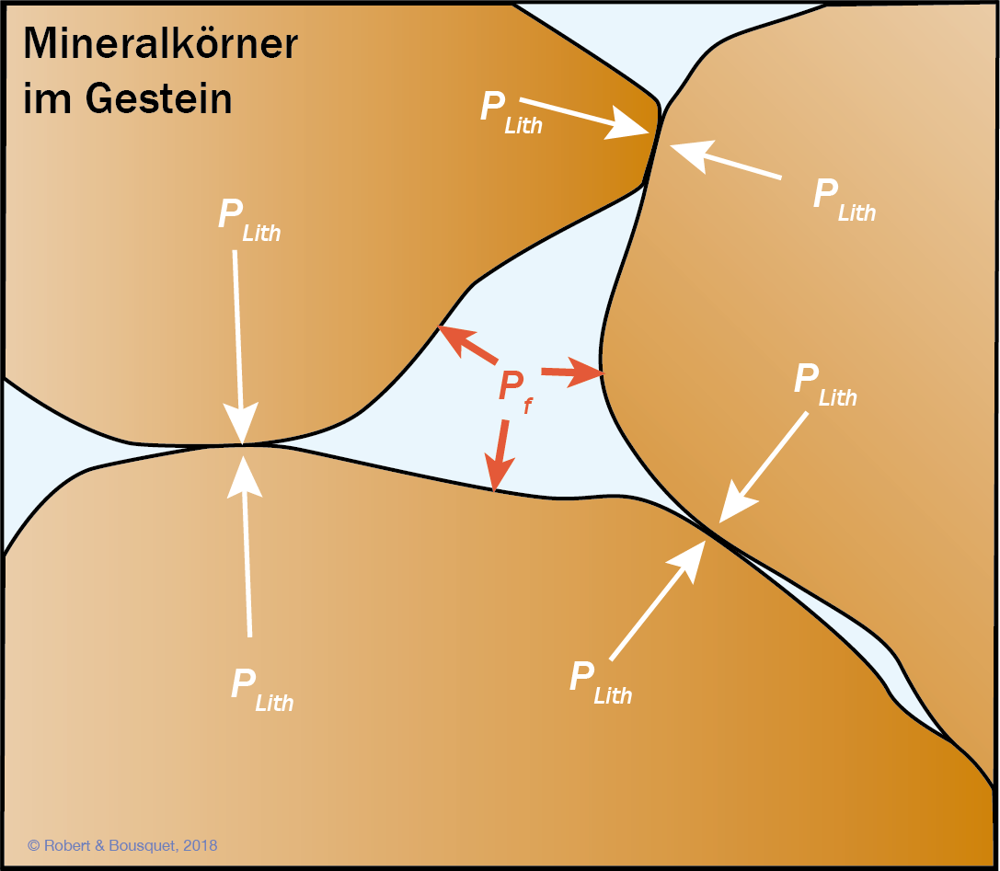 Mineralkörner
im Gestein
P Lith
P Lith
P Lith
P f
P Lith
P Lith
P Lith
© Robert & Bousquet, 2018